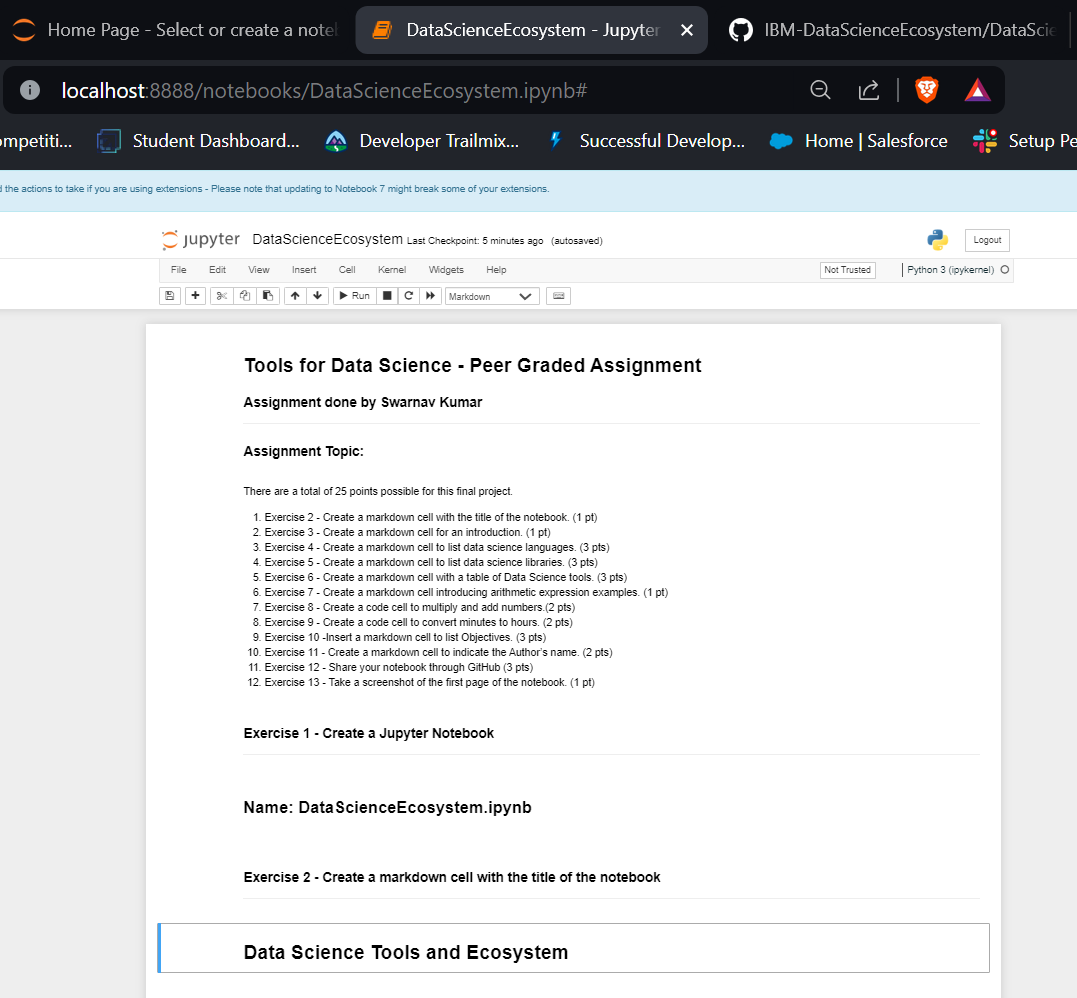 Home Page - Select or create a note
DataScienceEcosystem - Jupyter
IBM-DataScienceEcosystem/DataScie
localhost:8888/notebooks/DataScienceEcosystem.ipynb#
ompetiti...
Student Dashboard...
Developer Trailmix...
Successful Develop...
Home | Salesforce
Setup Pe
d the actions to take if you are using extensions - Please note that updating to Notebook 7 might break some of your extensions.
jupyter DataScienceEcosystem Last Checkpoint: 5 minutes ago (autosaved)
Logout
File Edit View Insert Cell Kernel Widgets Help
Not Trusted
Python 3 (ipykernel)
Run
Markdown
Tools for Data Science - Peer Graded Assignment
Assignment done by Swarnav Kumar
Assignment Topic:
There are a total of 25 points possible for this final project.
1. Exercise 2 - Create a markdown cell with the title of the notebook. (1 pt)
2. Exercise 3 - Create a markdown cell for an introduction. (1 pt)
3. Exercise 4 - Create a markdown cell to list data science languages. (3 pts)
4. Exercise 5 - Create a markdown cell to list data science libraries. (3 pts)
5. Exercise 6 - Create a markdown cell with a table of Data Science tools. (3 pts)
6. Exercise 7 - Create a markdown cell introducing arithmetic expression examples. (1 pt)
7. Exercise 8 - Create a code cell to multiply and add numbers.(2 pts)
8. Exercise 9 - Create a code cell to convert minutes to hours. (2 pts)
9. Exercise 10 -Insert a markdown cell to list Objectives. (3 pts)
10. Exercise 11 - Create a markdown cell to indicate the Author's name. (2 pts)
11. Exercise 12 - Share your notebook through GitHub (3 pts)
12. Exercise 13 - Take a screenshot of the first page of the notebook. (1 pt)
Exercise 1 - Create a Jupyter Notebook
Name: DataScienceEcosystem.ipynb
Exercise 2 - Create a markdown cell with the title of the notebook
Data Science Tools and Ecosystem